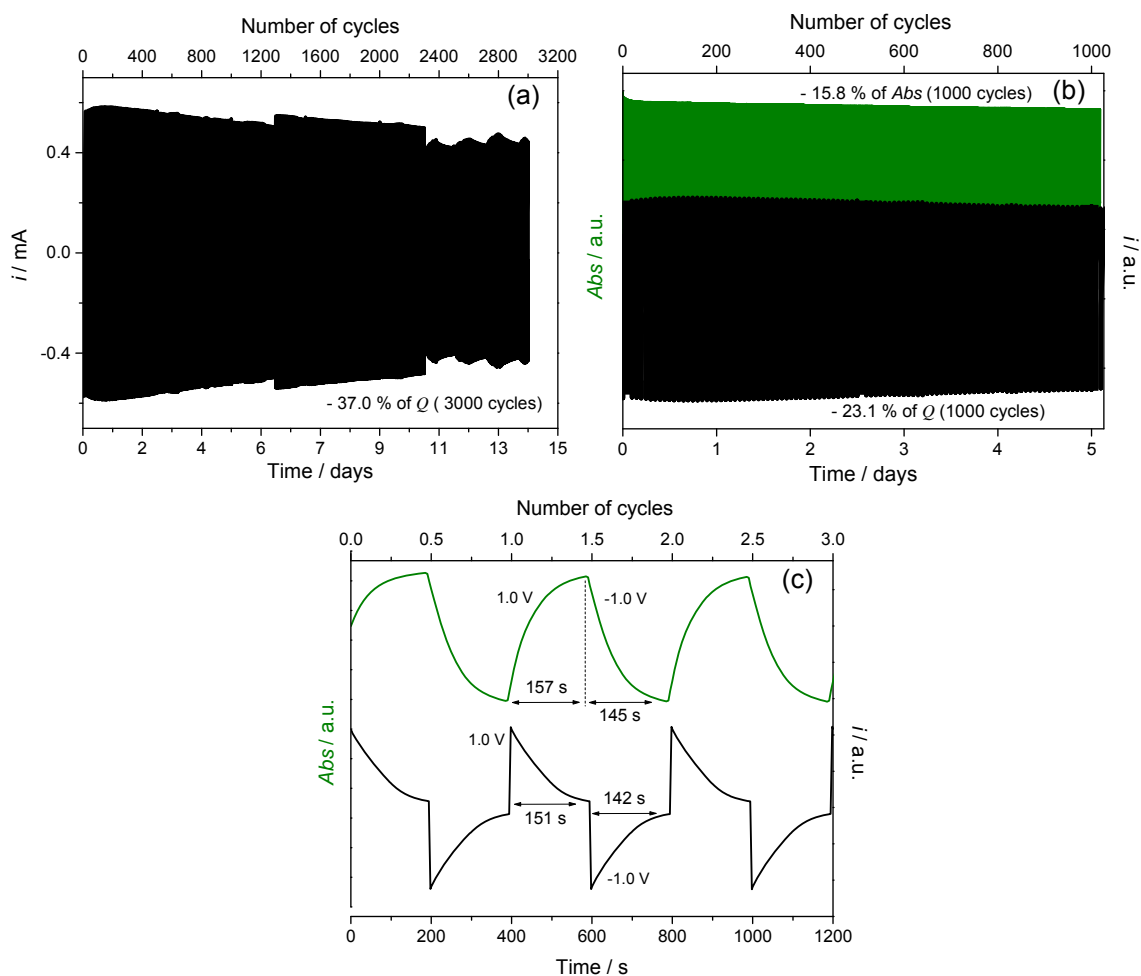 Number of cycles
0 400 800 1200 1600 2000 2400 2800 3200
(a)
0.4
0.0
-0.4
i / mA
- 37.0 % of Q ( 3000 cycles)
0 2 4 6 7 9 11 13 15
Time / days
Number of cycles
0 200 400 600 800 1000
- 15.8 % of Abs (1000 cycles)
(b)
Abs / a.u.
i / a.u.
- 23.1 % of Q (1000 cycles)
0 1 2 3 4 5
Time / days
Number of cycles
0.0 0.5 1.0 1.5 2.0 2.5 3.0
(c)
1.0 V
-1.0 V
157 s
145 s
Abs / a.u.
i / a.u.
1.0 V
142 s
151 s
-1.0 V
0 200 400 600 800 1000 1200
Time / s